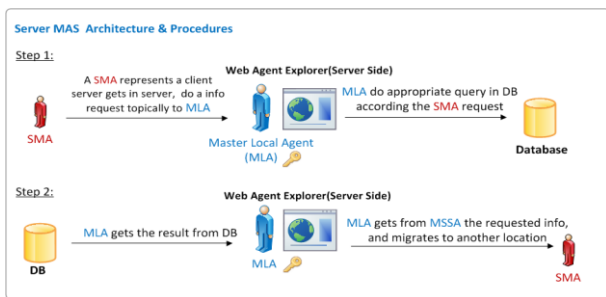 Server MAS Architecture & Procedures
Step 1:
A SMA represents a client
server gets in server, do a info
request topically to MLA
SMA
Web Agent Explorer(Server Side)
Master Local Agent
(MLA)
MLA do appropriate query in DB
according the SMA request
Database
Step 2:
Web Agent Explorer(Server Side)
DB
MLA gets the result from DB
MLA
MLA gets from MSSA the requested info,
and migrates to another location
SMA